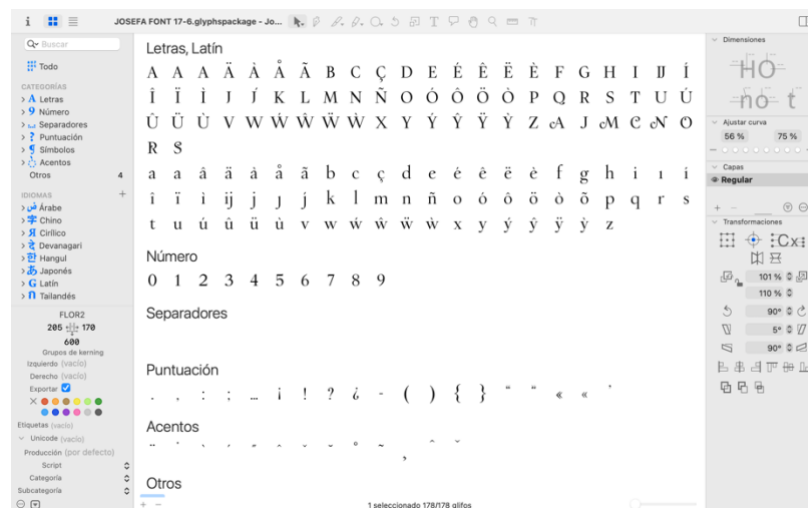 JOSEFA FONT 17-6.glyphspackage - Jo...
Buscar
Todo
CATEGORÍAS
Letras
Número
Separadores
Puntuación
Símbolos
Acentos
Otros 4
IDIOMAS
Árabe
Chino
Cirílico
Devanagari
Hangul
Japonés
Latín
Tailandés
FLOR2
205 170
600
Grupos de kerning
Izquierdo (vacío)
Derecho (vacío)
Exportar
Etiquetas (vacío)
Unicode (vacío)
Producción (por defecto)
Script
Categoría
Subcategoría
Letras, Latín
A A A Ä À Å Ã B C Ç D E É Ê Ë È F G H I IJ Í
Î Ï Ì J J́ K L M N Ñ O Ó Ô Ö Ò P Q R S T U Ú
Û Ü Ù V W Ẃ Ŵ Ẅ Ẁ X Y Ý Ŷ Ÿ Ỳ Z A J M C N O
R S
a a â ä à å ã b c ç d e é ê ë è f g h i ı í
î ï ì ij j ȷ j k l m n ñ o ó ô ö ò õ p q r s
t u ú û ü ù v w ẃ ŵ ẅ ẁ x y ý ŷ ÿ ỳ z
Número
0 1 2 3 4 5 6 7 8 9
Separadores
Puntuación
. , : ; … ¡ ! ? ¿ - ( ) { } “ “ « « ’
Acentos
Otros
1 seleccionado 178/178 glifos
Dimensiones
HO
no t
Ajustar curva
56 % 75 %
Capas
Regular
Transformaciones
101 %
110 %
90°
5°
90°